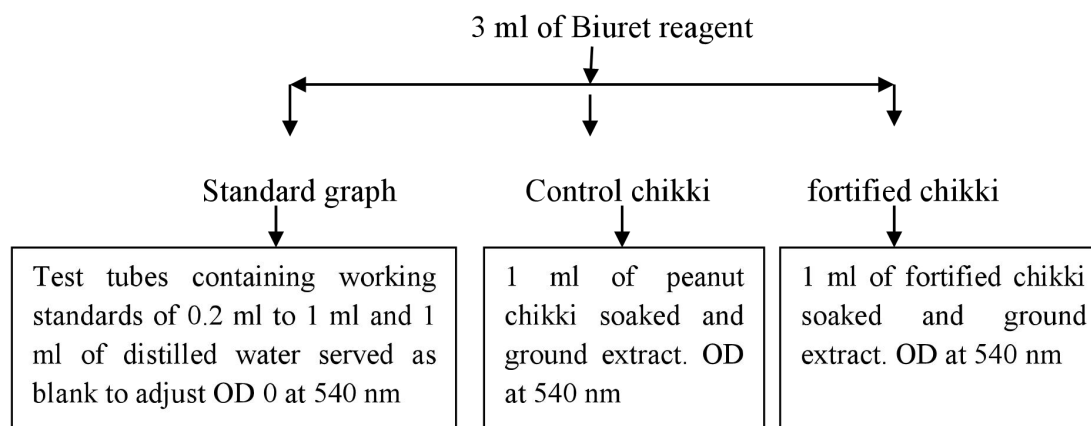 3 ml of Biuret reagent
Standard graph
Control chikki
fortified chikki
Test tubes containing working
standards of 0.2 ml to 1 ml and 1
ml of distilled water served as
blank to adjust OD 0 at 540 nm
1 ml of peanut
chikki soaked and
ground extract. OD
at 540 nm
1 ml of fortified chikki
soaked and ground
extract. OD at 540 nm